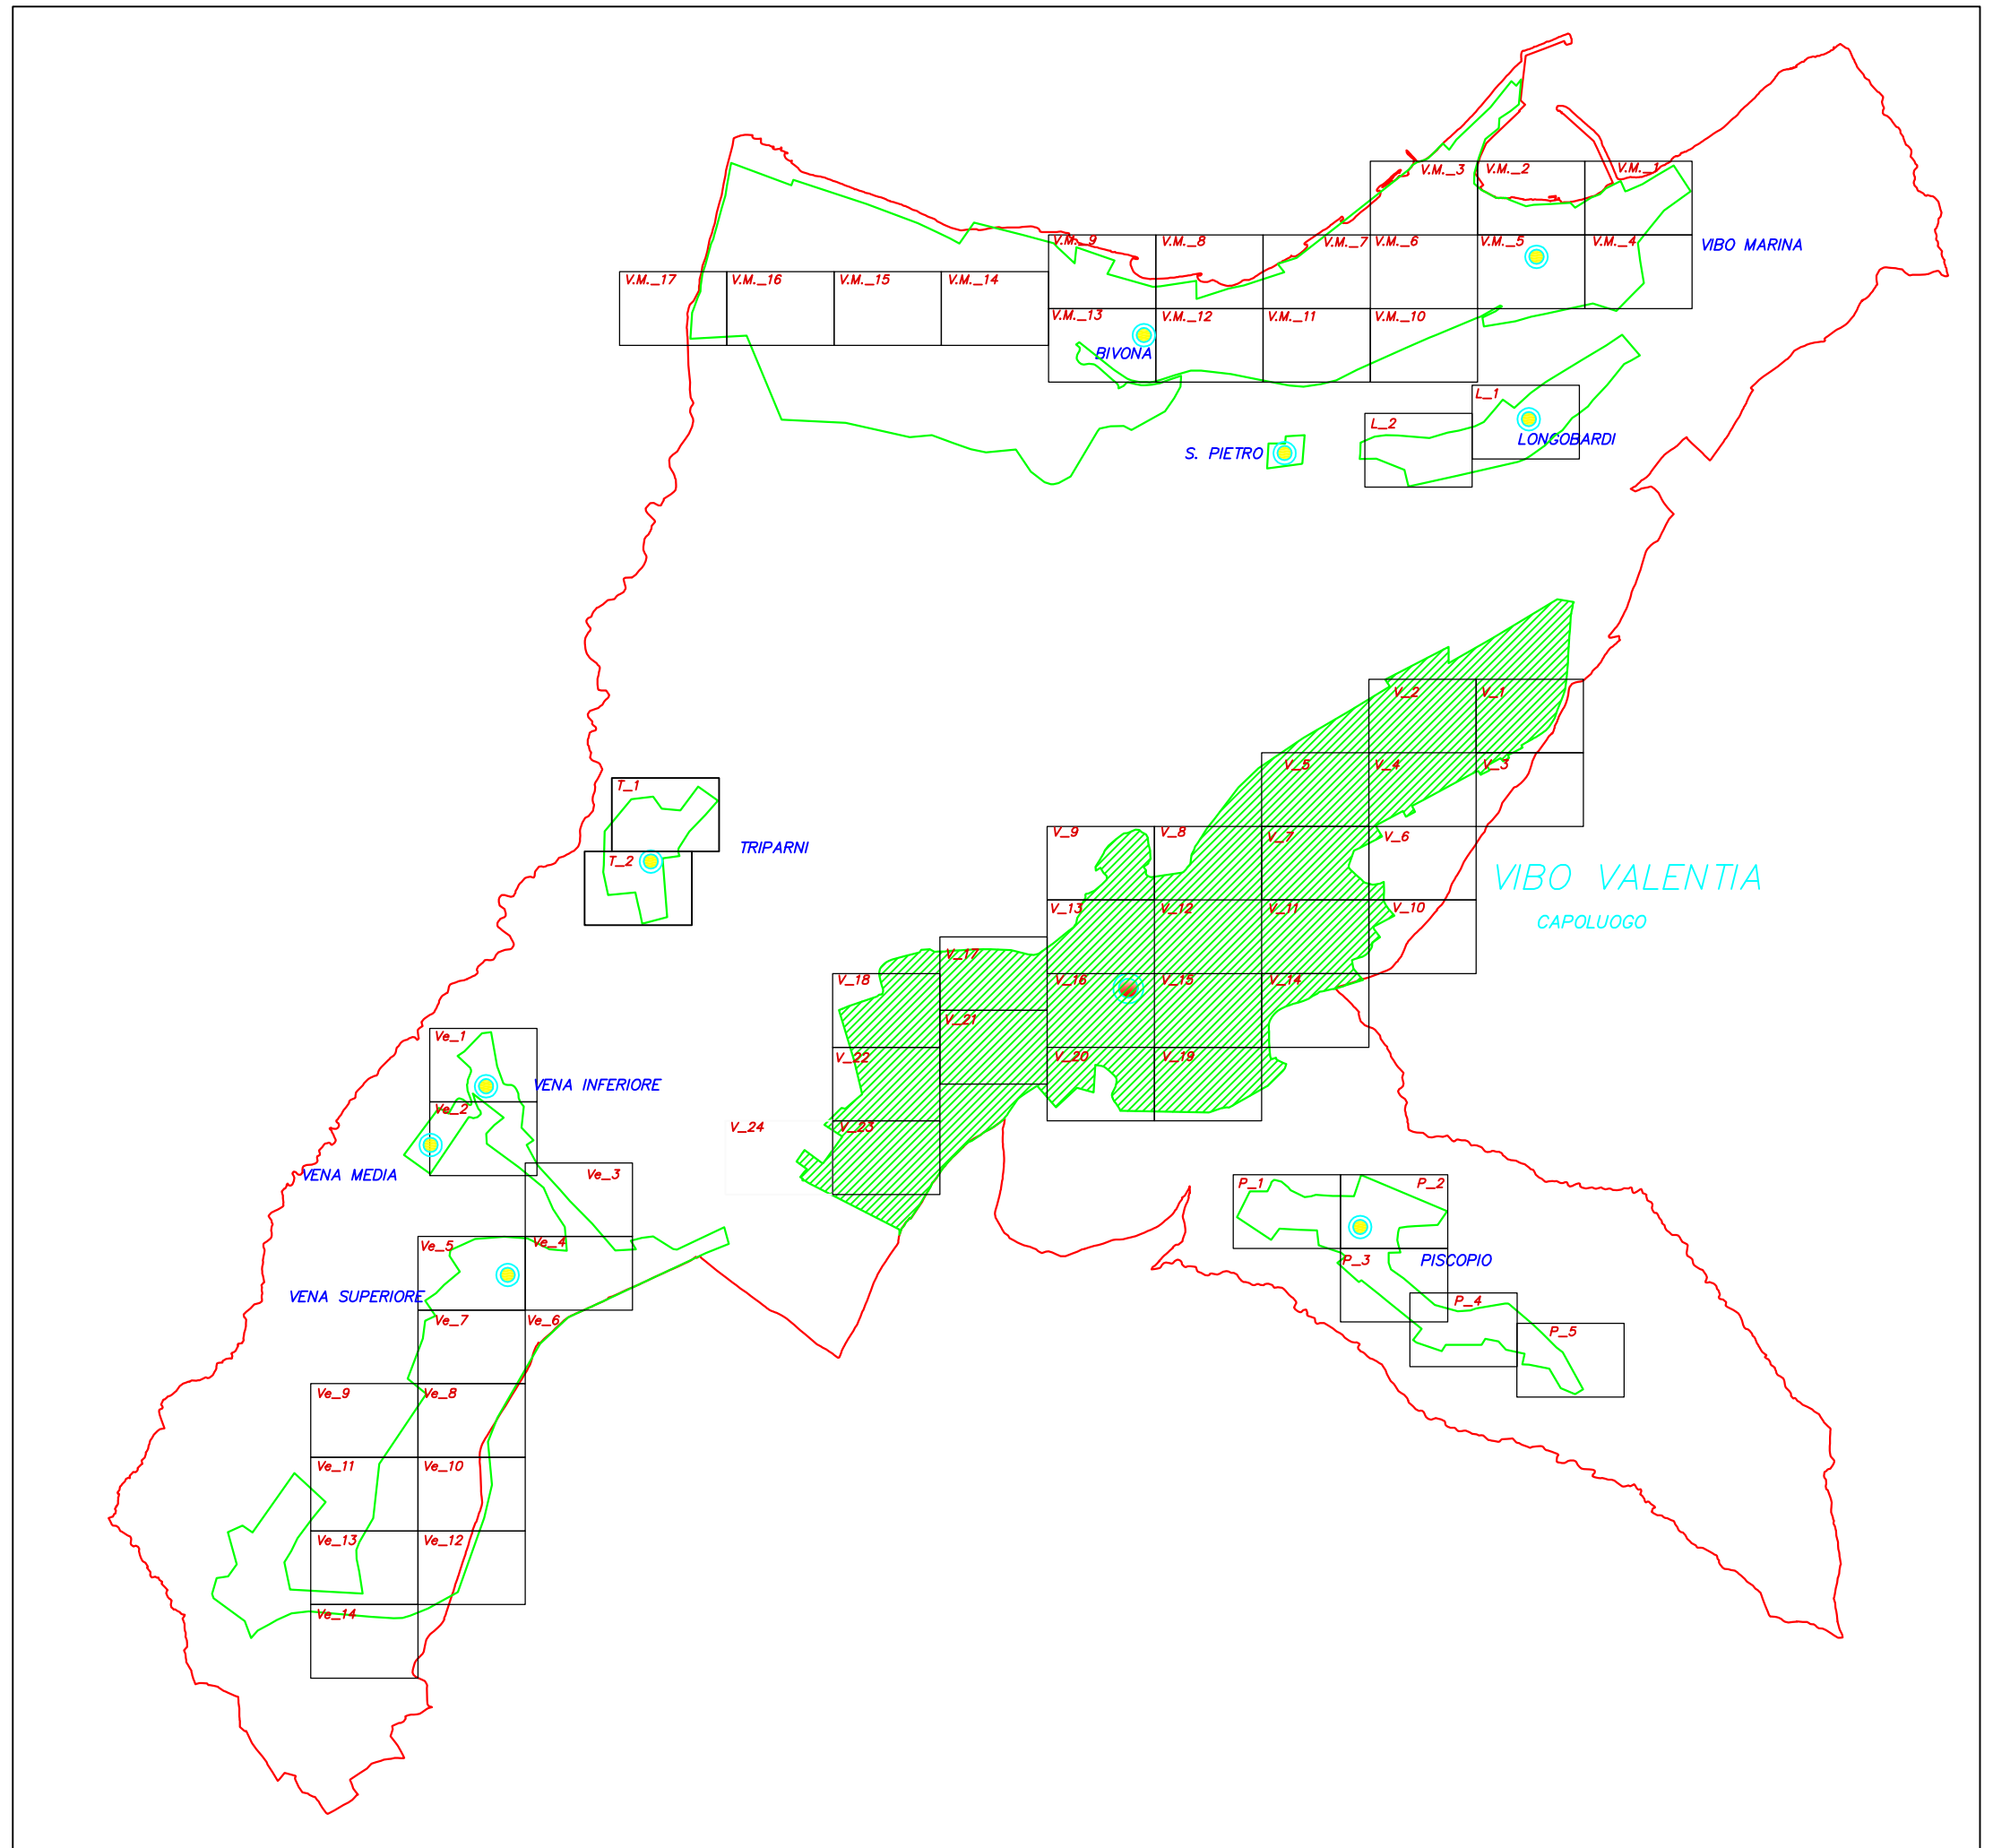 V.M._3
V.M._2
V.M._1
V.M._9
V.M._8
V.M._7
V.M._6
V.M._5
V.M._4
VIBO MARINA
V.M._17
V.M._16
V.M._15
V.M._14
V.M._13
V.M._12
V.M._11
V.M._10
BIVONA
L_1
L_2
LONGOBARDI
S. PIETRO
V_2
V_1
V_5
V_4
V_3
T_1
V_9
V_8
V_7
V_6
TRIPARNI
T_2
VIBO VALENTIA
CAPOLUOGO
V_13
V_12
V_11
V_10
V_17
V_18
V_16
V_15
V_14
V_21
V_22
V_20
V_19
Ve_1
VENA INFERIORE
Ve_2
V_24
V_23
VENA MEDIA
Ve_3
P_1
P_2
Ve_5
Ve_4
P_3
PISCOPIO
VENA SUPERIORE
P_4
Ve_7
Ve_6
P_5
Ve_9
Ve_8
Ve_11
Ve_10
Ve_13
Ve_12
Ve_14